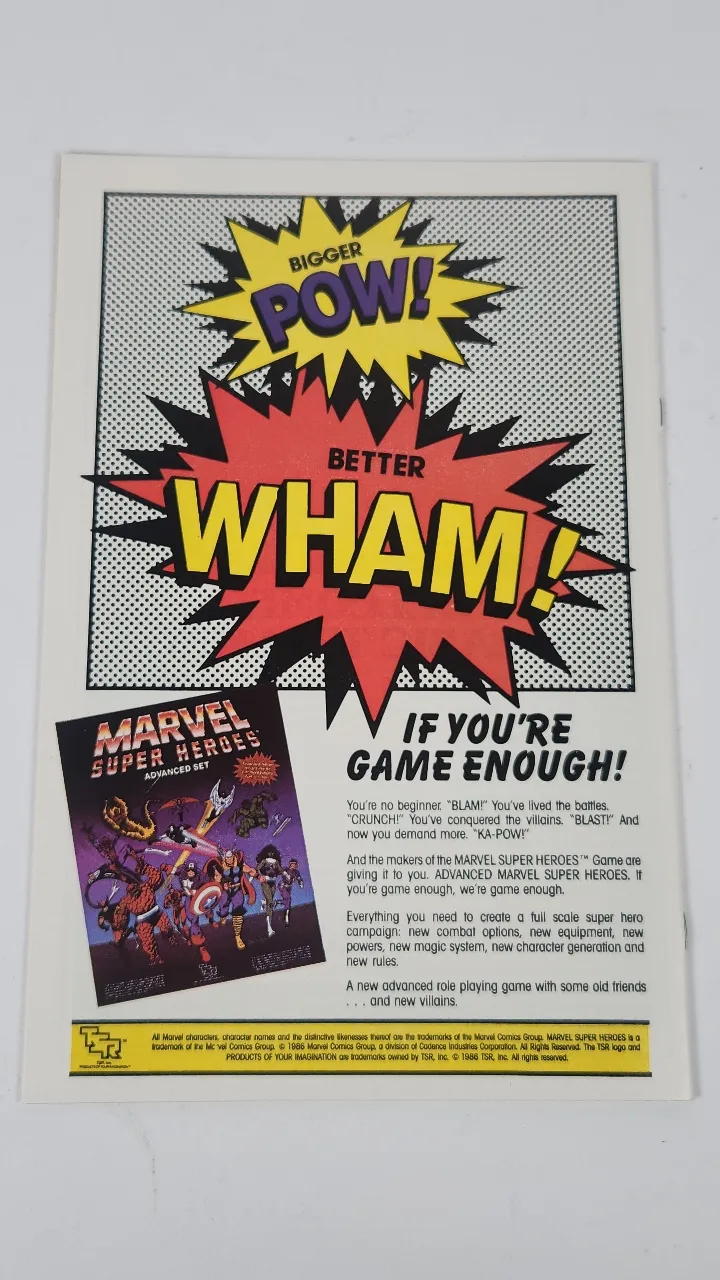 BIGGER
POW!
BETTER
WHAM!
IF YOU'RE
GAME ENOUGH!
MARVEL
SUPER HEROES
ADVANCED SET
You're no beginner. "BLAM!" You've lived the battles.
"CRUNCH!" You've conquered the villains. "BLAST!" And
now you demand more. "KA-POW!"
And the makers of the MARVEL SUPER HEROES™ Game are
giving it to you. ADVANCED MARVEL SUPER HEROES. If
you're game enough, we're game enough.
Everything you need to create a full scale super hero
campaign: new combat options, new equipment, new
powers, new magic system, new character generation and
new rules.
A new advanced role playing game with some old friends
. . . and new villains.
TSR™
TSR, Inc.
PRODUCTS OF YOUR IMAGINATION™
All Marvel characters, character names and the distinctive likenesses thereof are the trademarks of the Marvel Comics Group. MARVEL SUPER HEROES is a
trademark of the Marvel Comics Group. © 1986 Marvel Comics Group, a division of Cadence Industries Corporation. All Rights Reserved. The TSR logo and
PRODUCTS OF YOUR IMAGINATION are trademarks owned by TSR, Inc. © 1986 TSR, Inc. All rights reserved.